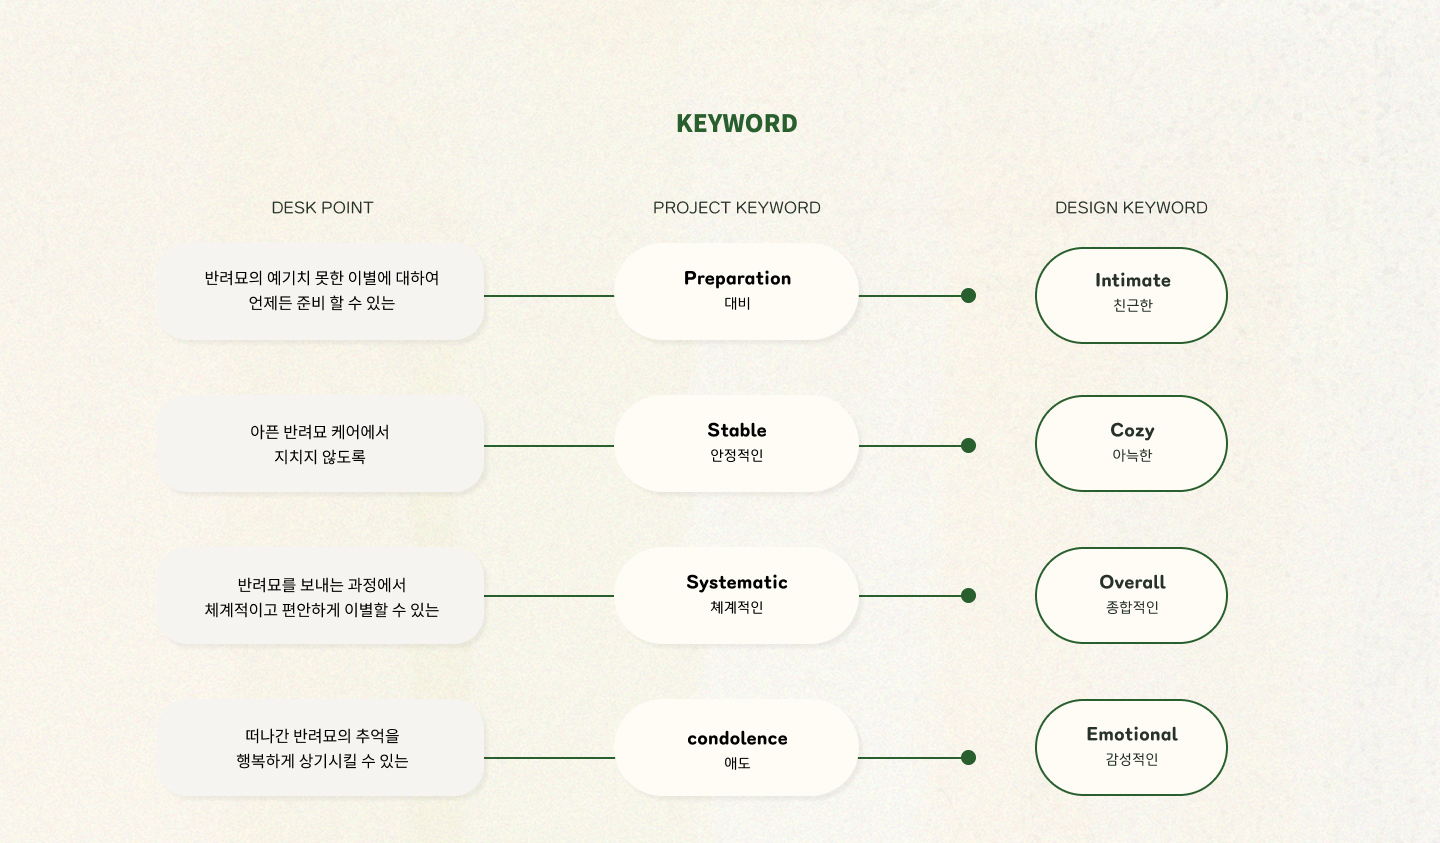 KEYWORD
DESK POINT
PROJECT KEYWORD
DESIGN KEYWORD
반려묘의 예기치 못한 이별에 대하여
언제든 준비 할 수 있는
Preparation
대비
Intimate
친근한
아픈 반려묘 케어에서
지치지 않도록
Stable
안정적인
Cozy
아늑한
반려묘를 보내는 과정에서
체계적이고 편안하게 이별할 수 있는
Systematic
쳬계적인
Overall
종합적인
떠나간 반려묘의 추억을
행복하게 상기시킬 수 있는
condolence
애도
Emotional
감성적인